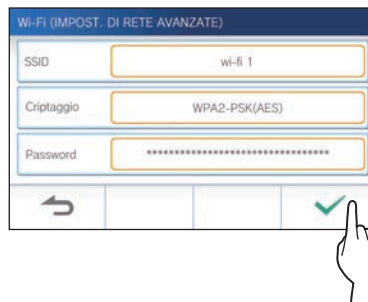 Wi-Fi (IMPOST. DI RETE AVANZATE)
SSID
wi-fi 1
Criptaggio
WPA2-PSK(AES)
Password
*********************************